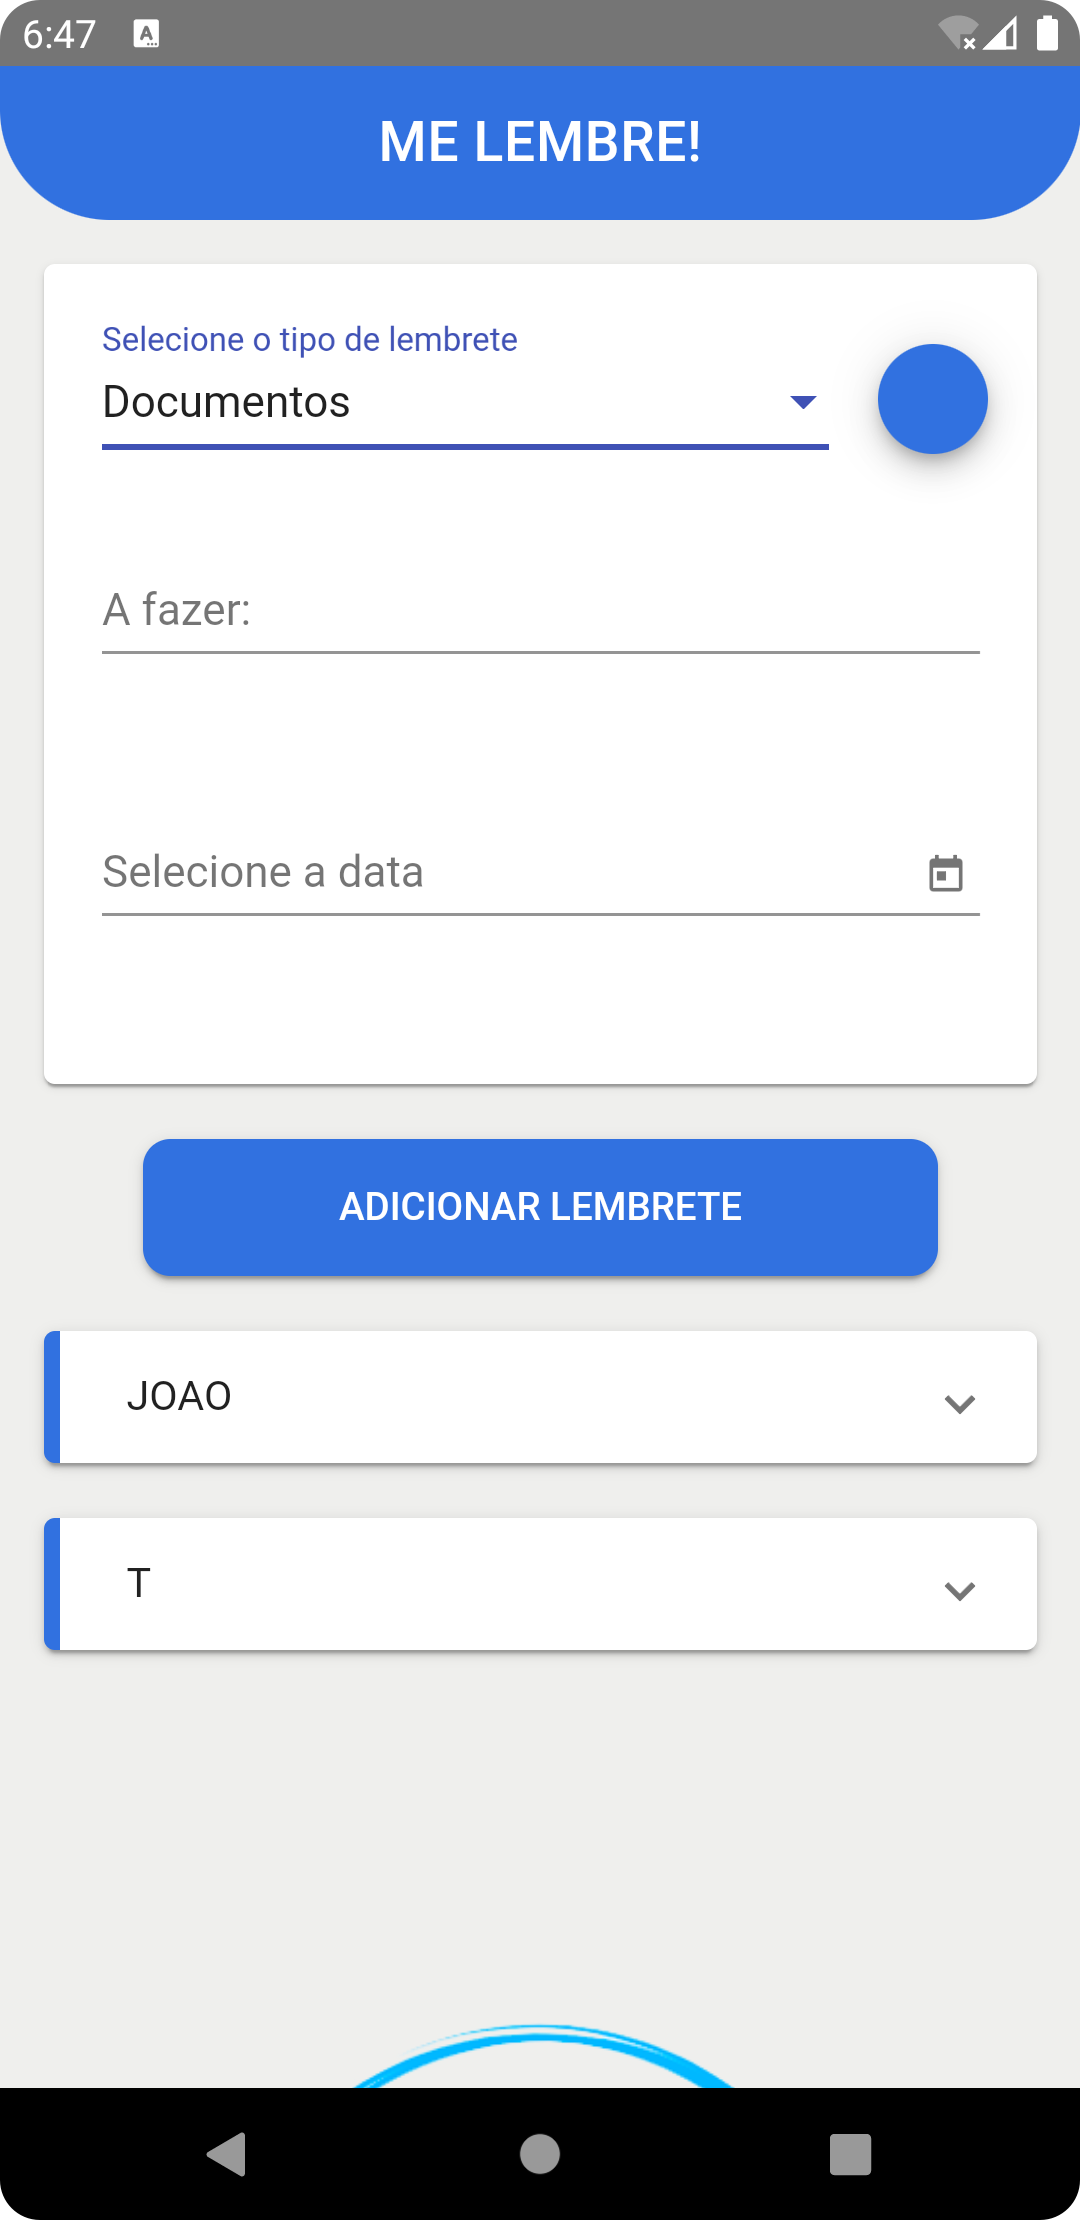 6:47
ME LEMBRE!
Selecione o tipo de lembrete
Documentos
A fazer:
Selecione a data
ADICIONAR LEMBRETE
JOAO
T